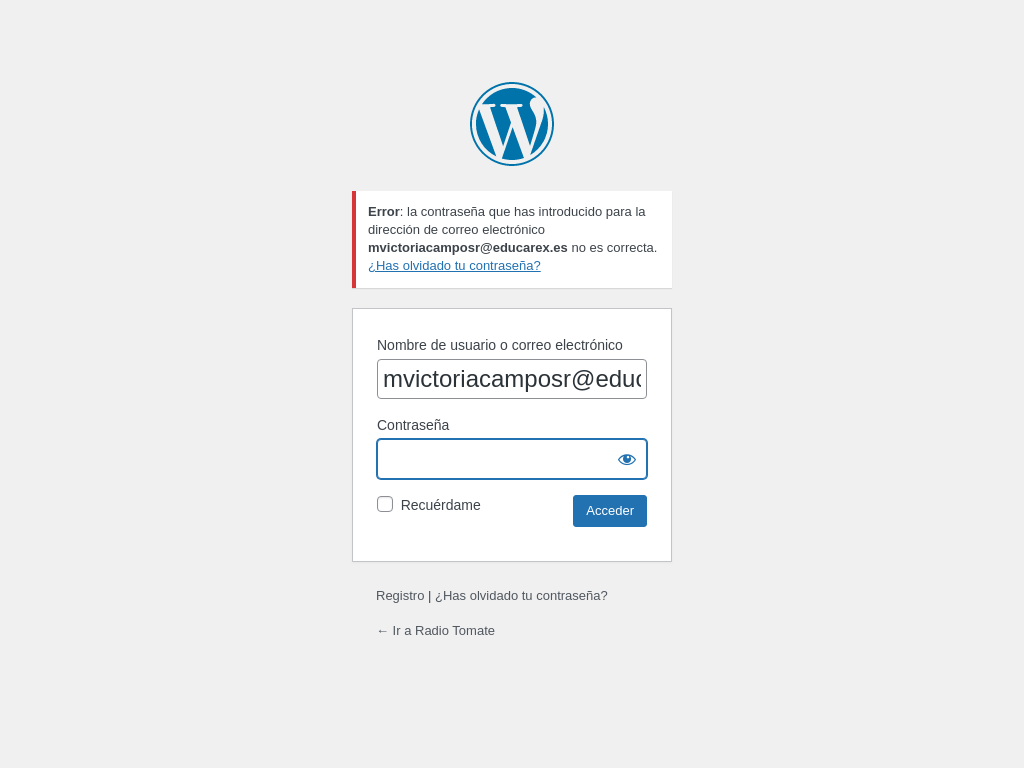 Error: la contraseña que has introducido para la
dirección de correo electrónico
mvictoriacamposr@educarex.es no es correcta.
¿Has olvidado tu contraseña?
Nombre de usuario o correo electrónico
mvictoriacamposr@educ
Contraseña
Recuérdame
Acceder
Registro | ¿Has olvidado tu contraseña?
← Ir a Radio Tomate